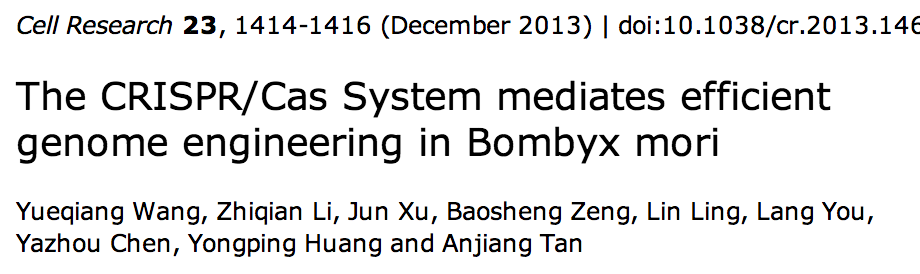 Cell Research 23, 1414-1416 (December 2013) | doi:10.1038/cr.2013.146
The CRISPR/Cas System mediates efficient
genome engineering in Bombyx mori
Yueqiang Wang, Zhiqian Li, Jun Xu, Baosheng Zeng, Lin Ling, Lang You,
Yazhou Chen, Yongping Huang and Anjiang Tan